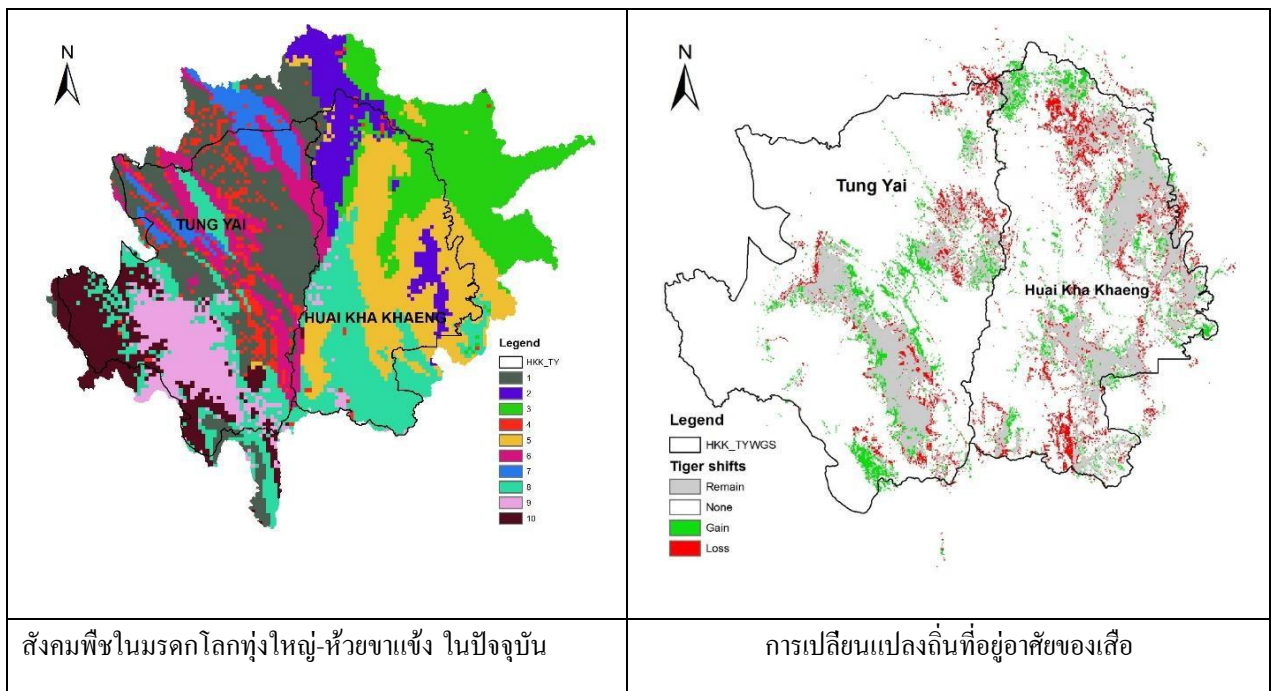 N
TUNG YAI
HUAI KHA KHAENG
Legend
HKK_TY
1
2
3
4
5
6
7
8
9
10
N
Tung Yai
Huai Kha Khaeng
Legend
HKK_TYWGS
Tiger shifts
Remain
None
Gain
Loss
สังคมพืชในมรดกโลกทุ่งใหญ่-ห้วยขาแข้ง ในปัจจุบัน
การเปลี่ยนแปลงถิ่นที่อยู่อาศัยของเสือ